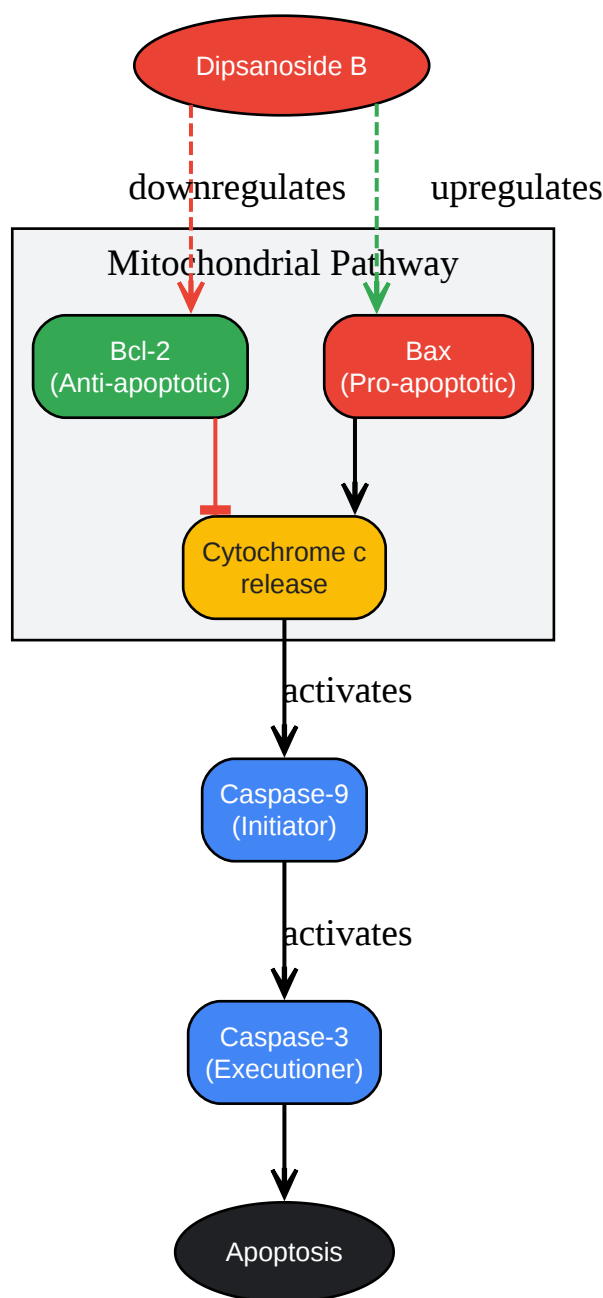 Dipsanoside B
downregulates
upregulates
Mitochondrial Pathway
Bcl-2
(Anti-apoptotic)
Bax
(Pro-apoptotic)
Cytochrome c
release
activates
Caspase-9
(Initiator)
activates
Caspase-3
(Executioner)
Apoptosis